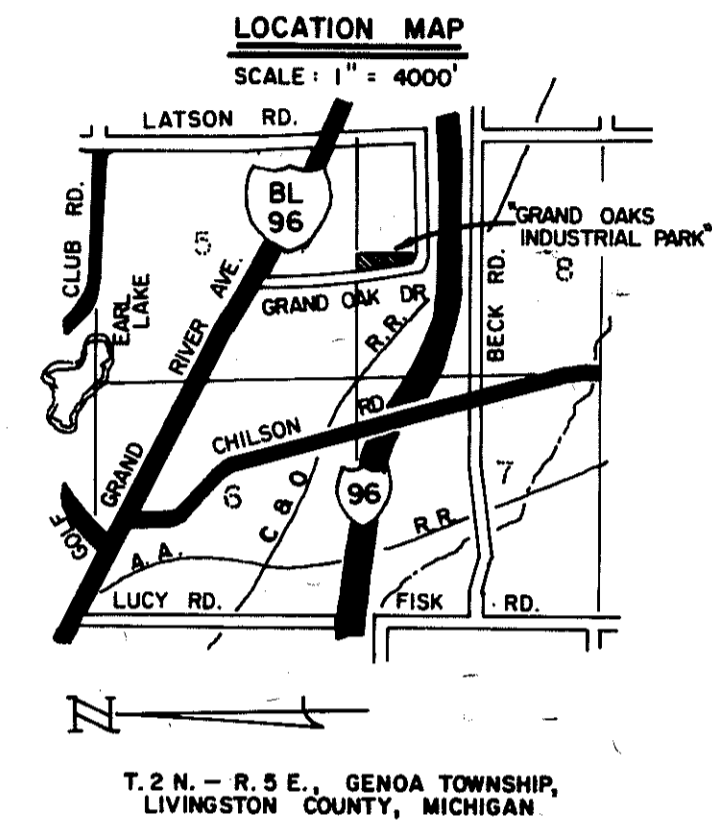 LOCATION MAP
SCALE : 1" = 4000'
LATSON RD.
BL
96
CLUB RD.
5
"GRAND OAKS
INDUSTRIAL PARK"
GRAND OAK DR
EARL
LAKE
GRAND RIVER AVE.
R.R.
BECK RD.
8
CHILSON RD
C & O
6
96
7
GOLF
A.A. R.R.
LUCY RD.
FISK RD.
N
T. 2 N. – R. 5 E., GENOA TOWNSHIP,
LIVINGSTON COUNTY, MICHIGAN